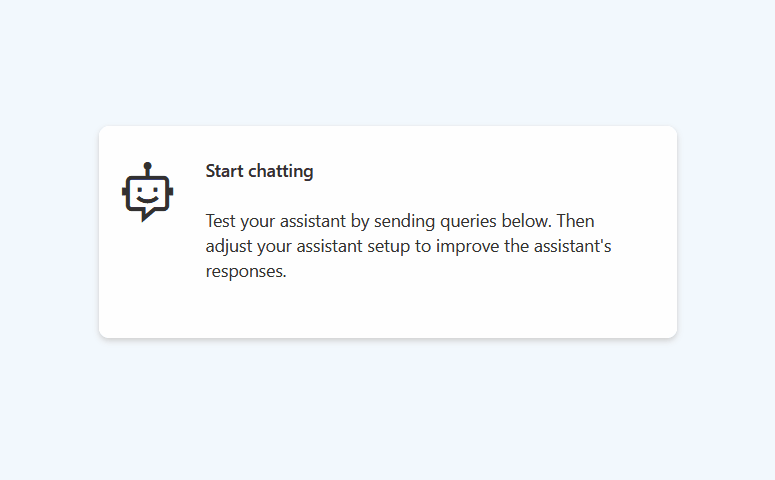 Start chatting
Test your assistant by sending queries below. Then
adjust your assistant setup to improve the assistant's
responses.